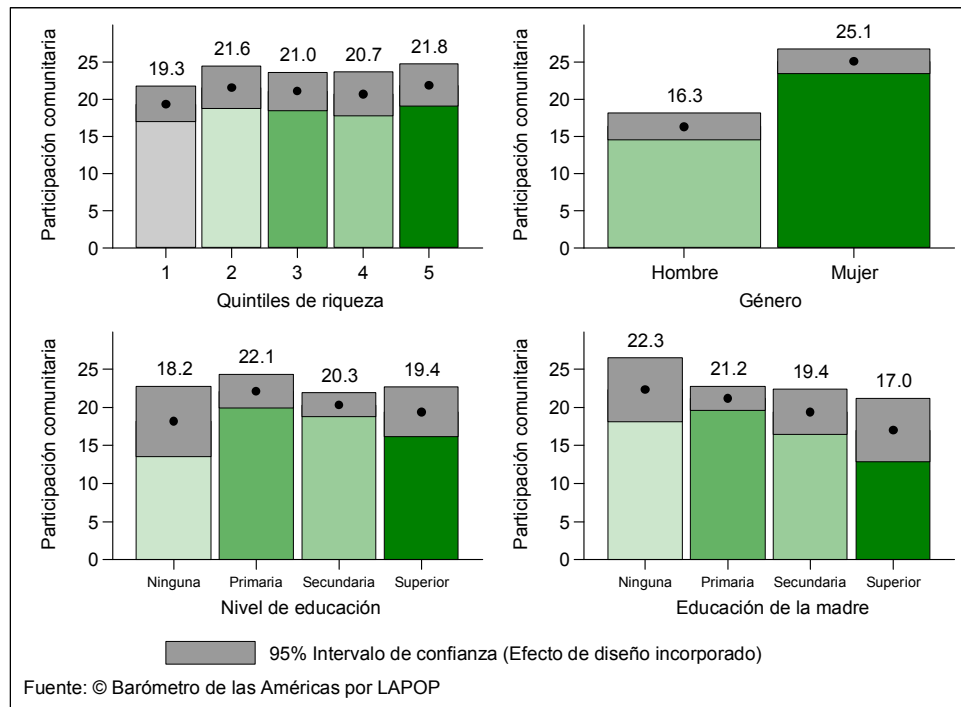 Participación comunitaria
25
20
15
10
5
0
19.3
21.6
21.0
20.7
21.8
1 2 3 4 5
Quintiles de riqueza
Participación comunitaria
25
20
15
10
5
0
16.3
25.1
Hombre Mujer
Género
Participación comunitaria
25
20
15
10
5
0
18.2
22.1
20.3
19.4
Ninguna Primaria Secundaria Superior
Nivel de educación
Participación comunitaria
25
20
15
10
5
0
22.3
21.2
19.4
17.0
Ninguna Primaria Secundaria Superior
Educación de la madre
95% Intervalo de confianza (Efecto de diseño incorporado)
Fuente: © Barómetro de las Américas por LAPOP